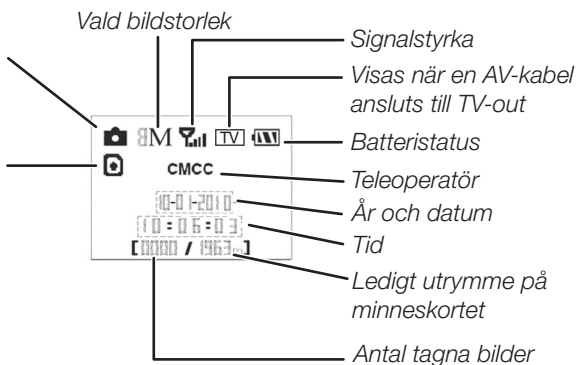 Vald bildstorlek
Signalstyrka
Visas när en AV-kabel
ansluts till TV-out
8M TV
Batteristatus
CMCC
Teleoperatör
10-01-2010
År och datum
10:06:03
Tid
[0000 / 1963m]
Ledigt utrymme på
minneskortet
Antal tagna bilder